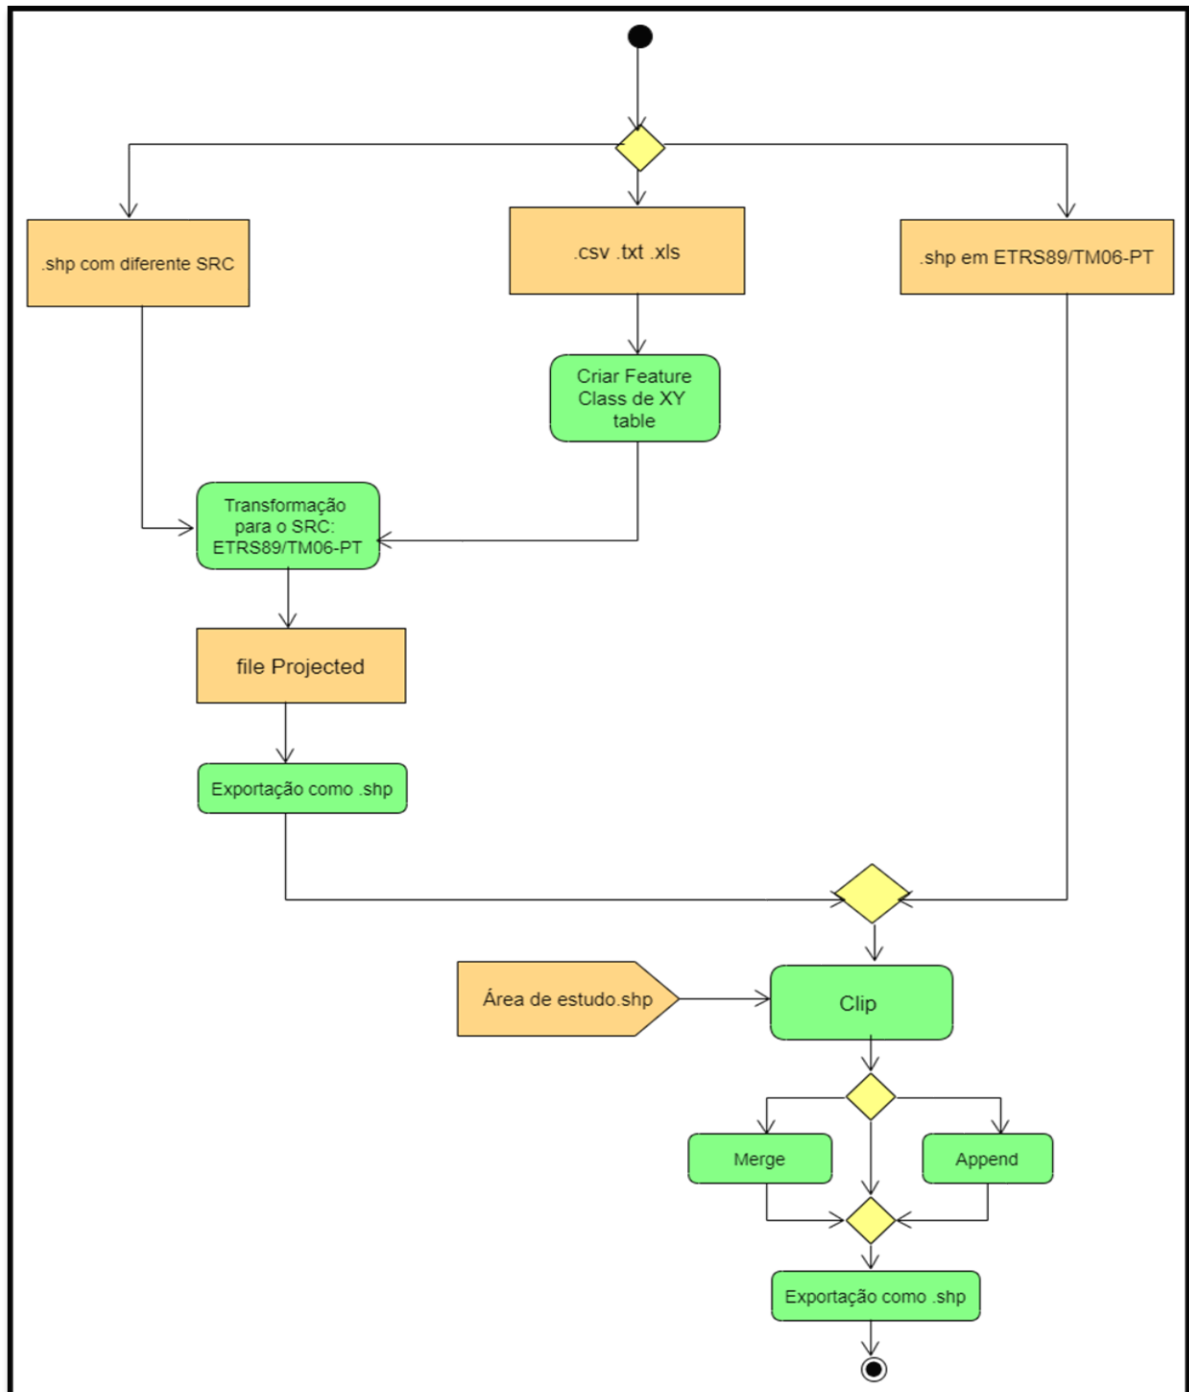 .shp com diferente SRC
.csv .txt .xls
.shp em ETRS89/TM06-PT
Criar Feature
Class de XY
table
Transformação
para o SRC:
ETRS89/TM06-PT
file Projected
Exportação como .shp
Área de estudo.shp
Clip
Merge
Append
Exportação como .shp